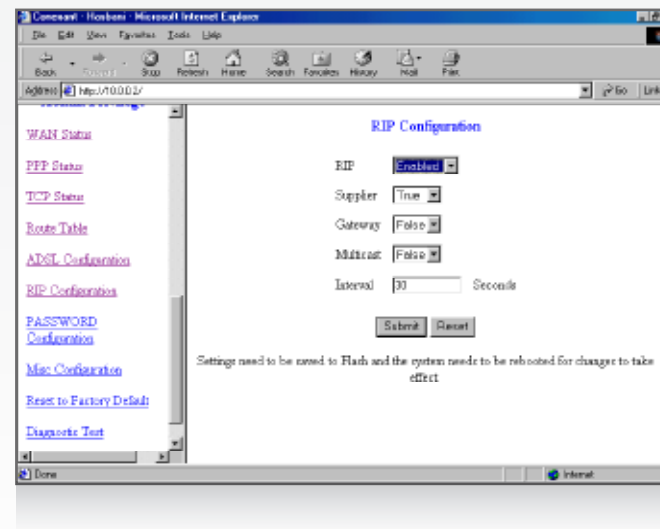 Conexant - Hasbani - Microsoft Internet Explorer
File Edit View Favorites Tools Help
Back Forward Stop Refresh Home Search Favorites History Mail Print
Address http://10.0.0.2/ Go Link
WAN Status
PPP Status
TCP Status
Route Table
ADSL Configuration
RIP Configuration
PASSWORD
Configuration
Misc Configuration
Reset to Factory Default
Diagnostic Test
RIP Configuration
RIP Enabled
Supplier True
Gateway False
Multicast False
Interval 30 Seconds
Submit Reset
Settings need to be saved to Flash and the system needs to be rebooted for changes to take
effect
Done Internet